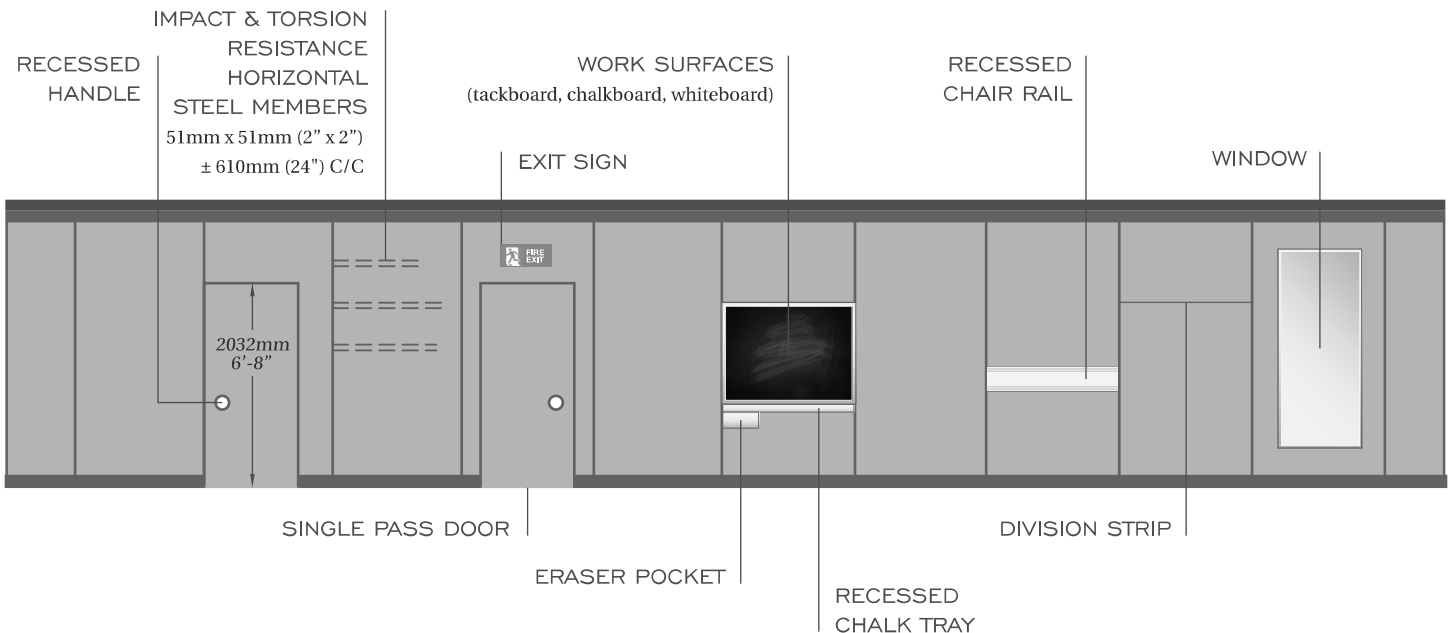 IMPACT & TORSION
RESISTANCE
HORIZONTAL
STEEL MEMBERS
51mm x 51mm (2” x 2”)
± 610mm (24") C/C
RECESSED
HANDLE
WORK SURFACES
(tackboard, chalkboard, whiteboard)
RECESSED
CHAIR RAIL
EXIT SIGN
WINDOW
FIRE
EXIT
2032mm
6’-8”
SINGLE PASS DOOR
DIVISION STRIP
ERASER POCKET
RECESSED
CHALK TRAY